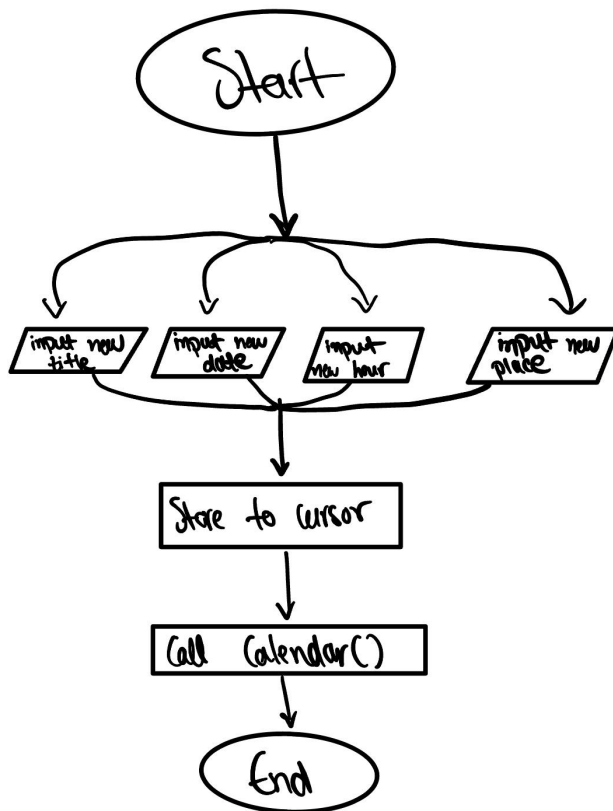 Start
input new
title
input new
date
input
new hour
input new
place
Store to cursor
Call Calendar()
End